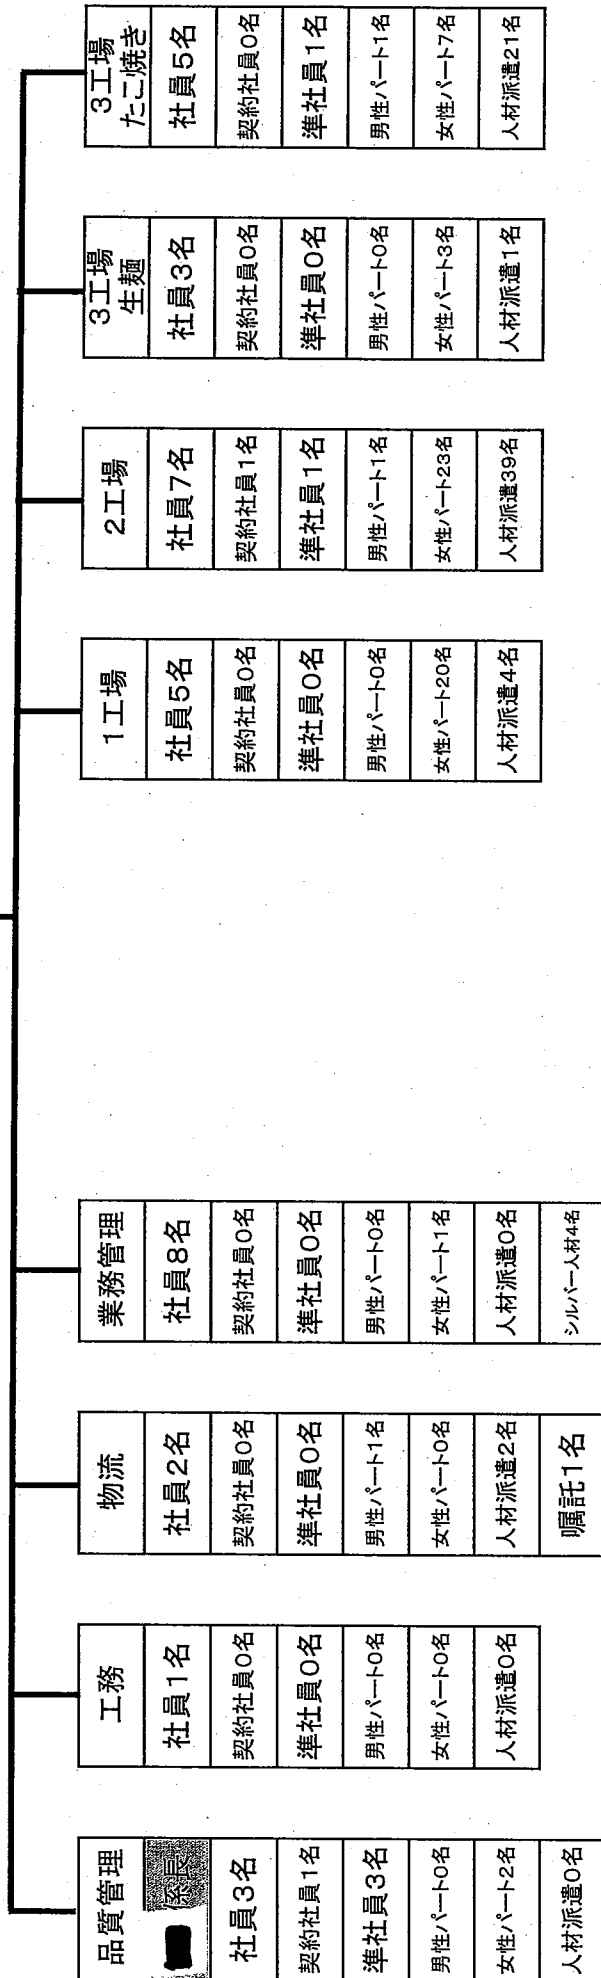 品質管理
係長
社員3名
契約社員1名
準社員3名
男性パート0名
女性パート2名
人材派遣0名
工務
社員1名
契約社員0名
準社員0名
男性パート0名
女性パート0名
人材派遣0名
物流
社員2名
契約社員0名
準社員0名
男性パート1名
女性パート0名
人材派遣2名
嘱託1名
業務管理
社員8名
契約社員0名
準社員0名
男性パート0名
女性パート1名
人材派遣0名
シルバー人材4名
1工場
社員5名
契約社員0名
準社員0名
男性パート0名
女性パート20名
人材派遣4名
2工場
社員7名
契約社員1名
準社員1名
男性パート1名
女性パート23名
人材派遣39名
3工場
生麺
社員3名
契約社員0名
準社員0名
男性パート0名
女性パート3名
人材派遣1名
3工場
たこ焼き
社員5名
契約社員0名
準社員1名
男性パート1名
女性パート7名
人材派遣21名